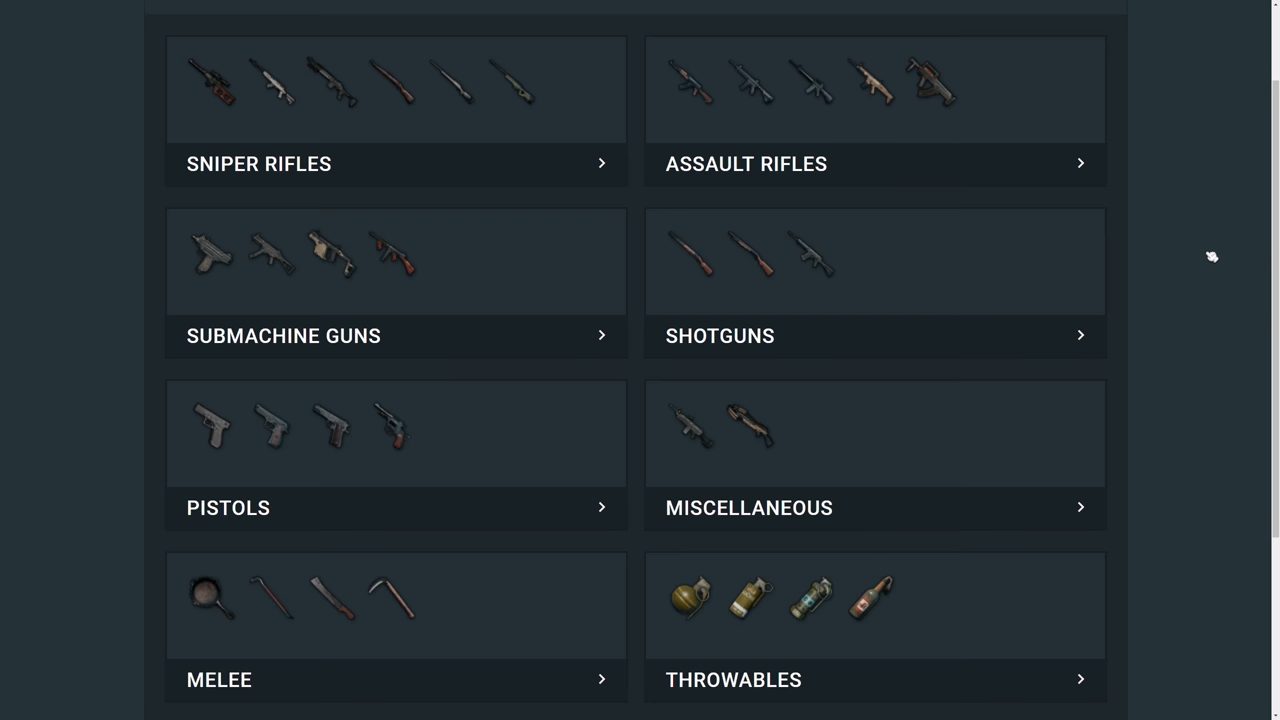 SNIPER RIFLES
ASSAULT RIFLES
SUBMACHINE GUNS
SHOTGUNS
PISTOLS
MISCELLANEOUS
MELEE
THROWABLES